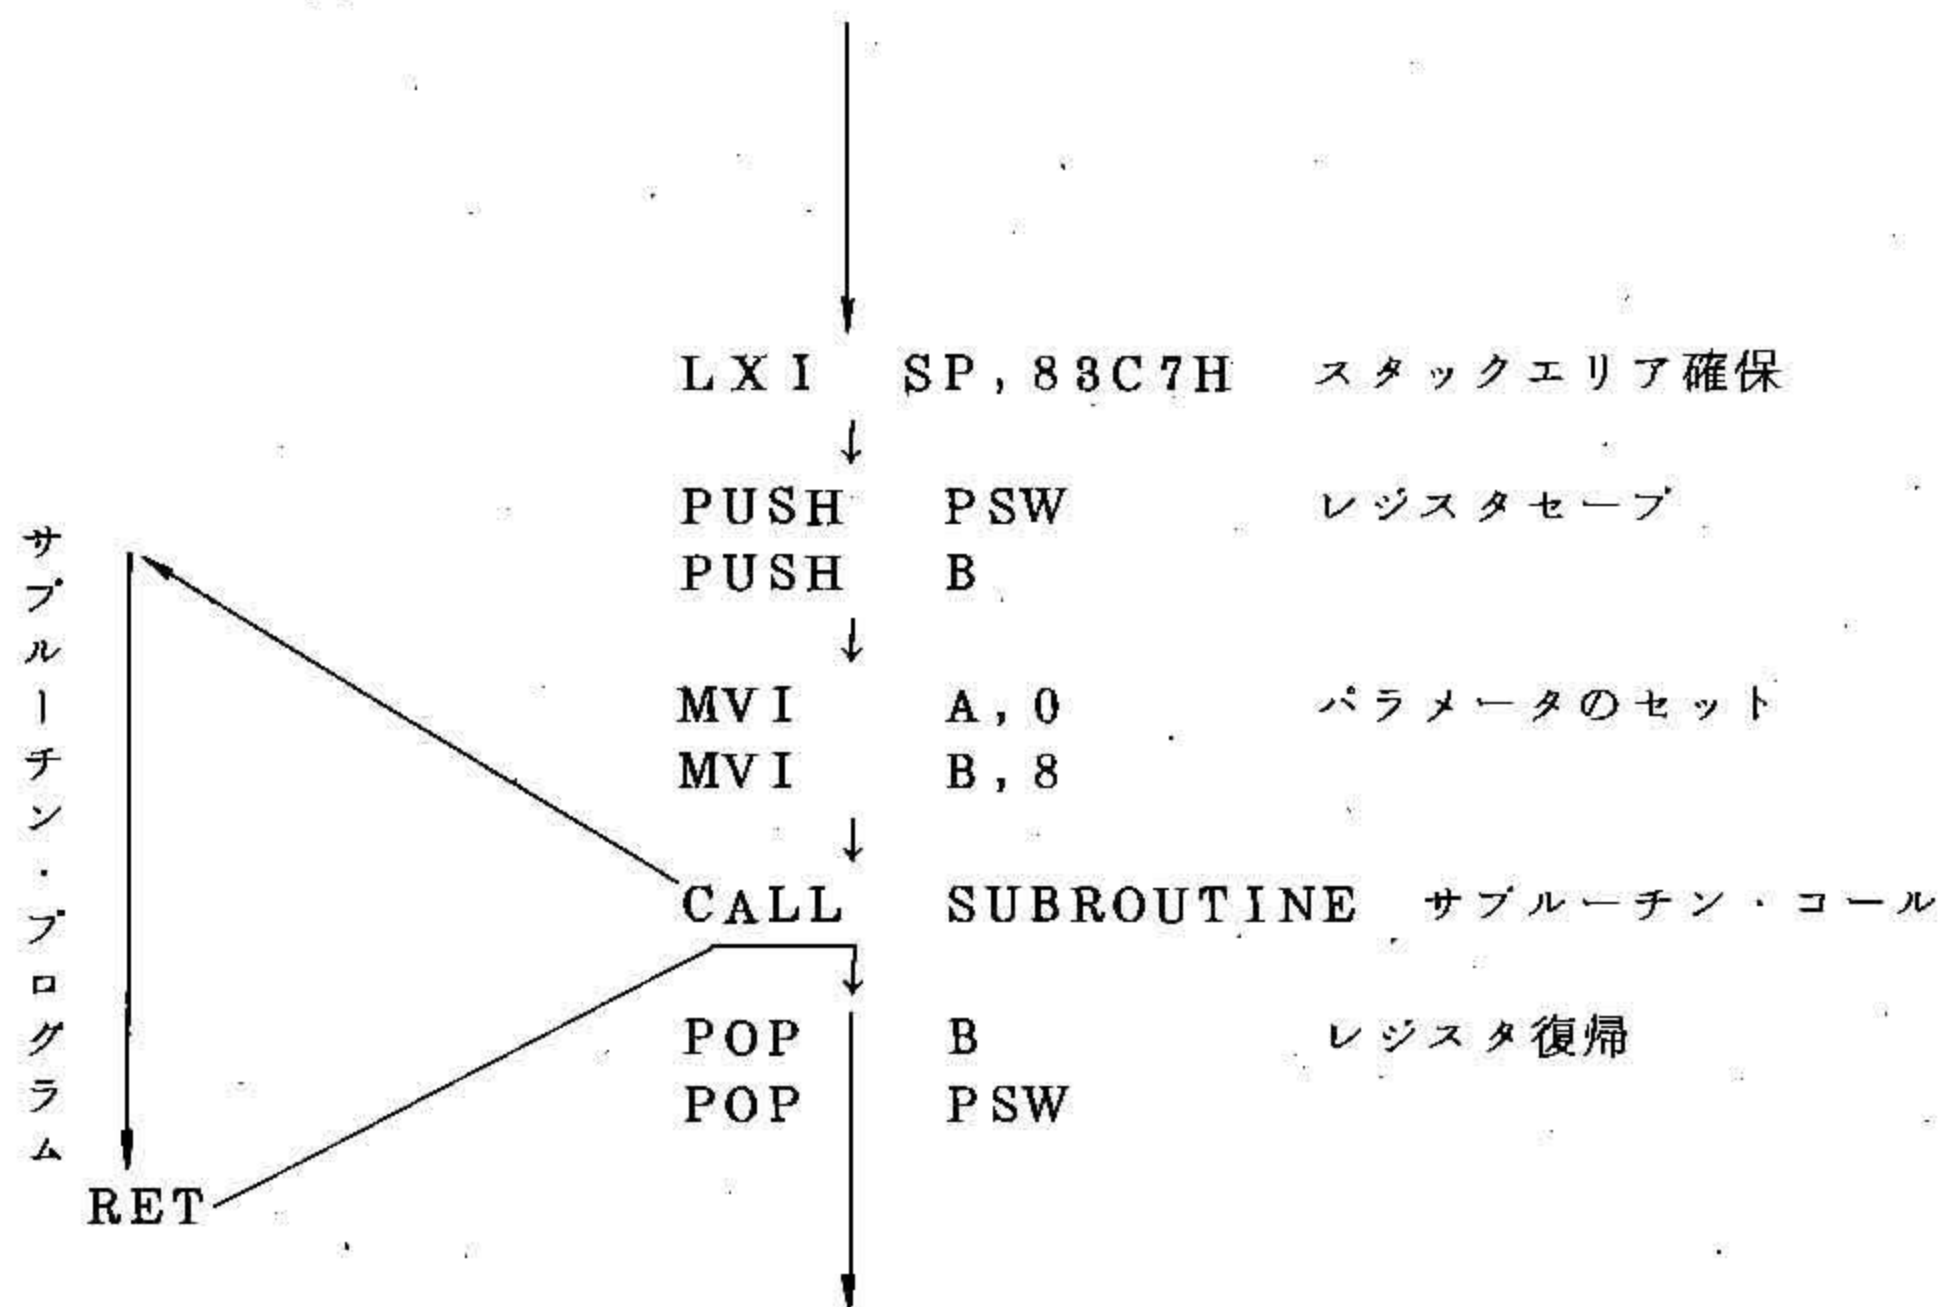 LXI SP,83C7H スタックエリア確保
PUSH PSW レジスタセーブ
PUSH B
MVI A,0 パラメータのセット
MVI B,8
CALL SUBROUTINE サブルーチン・コール
POP B レジスタ復帰
POP PSW
サブルーチン・プログラム
RET